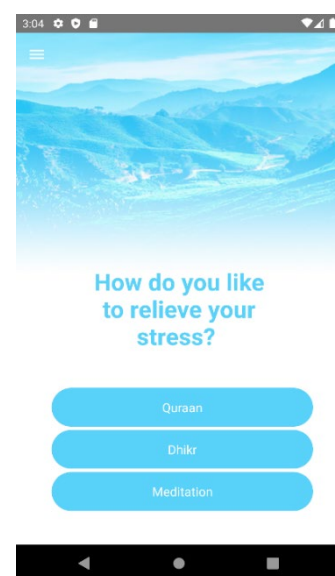 3:04
How do you like
to relieve your
stress?
Quraan
Dhikr
Meditation